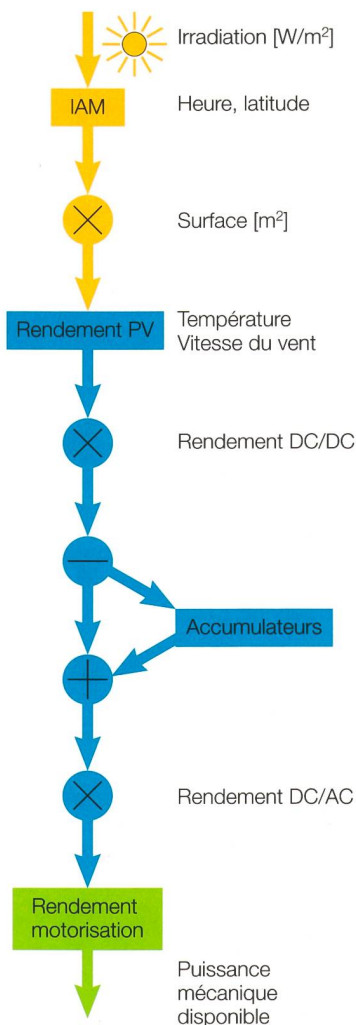 Irradiation [W/m²]
IAM
Heure, latitude
Surface [m²]
Rendement PV
Température
Vitesse du vent
Rendement DC/DC
Accumulateurs
Rendement DC/AC
Rendement
motorisation
Puissance
mécanique
disponible